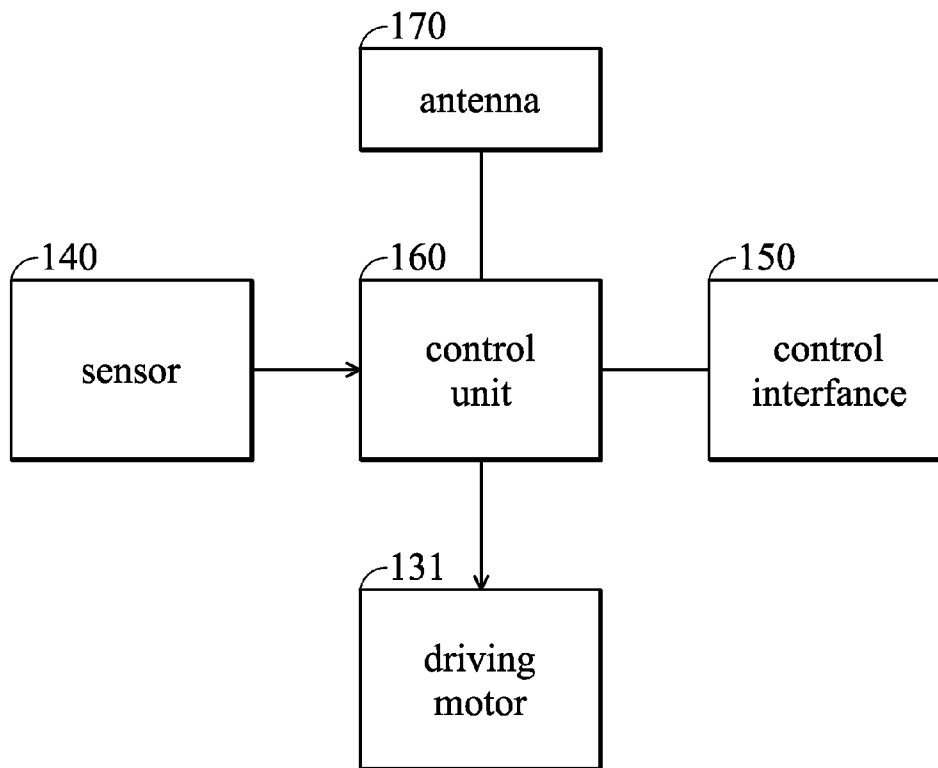 170
antenna
140
sensor
160
control
unit
150
control
interfance
131
driving
motor